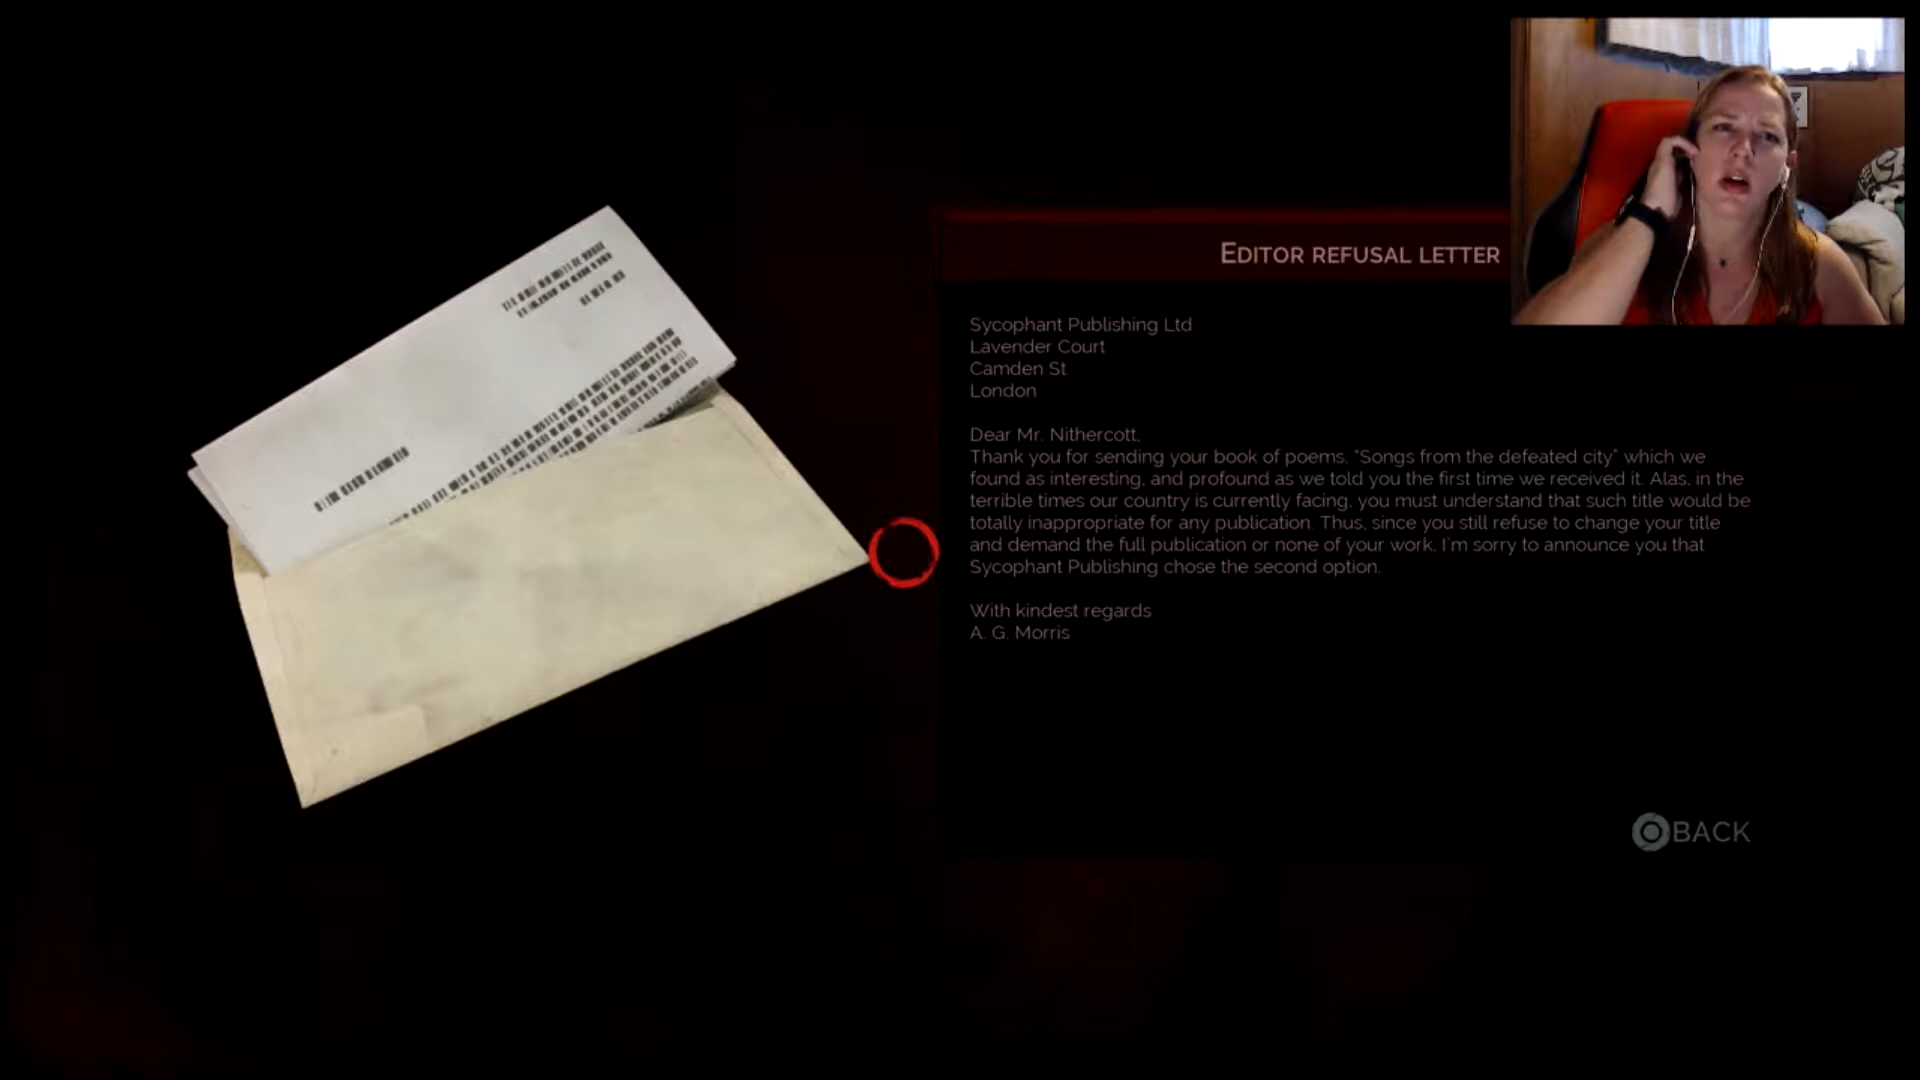 Editor refusal letter
Sycophant Publishing Ltd
Lavender Court
Camden St
London
Dear Mr. Nithercott,
Thank you for sending your book of poems, "Songs from the defeated city" which we
found as interesting, and profound as we told you the first time we received it. Alas, in the
terrible times our country is currently facing, you must understand that such title would be
totally inappropriate for any publication. Thus, since you still refuse to change your title
and demand the full publication or none of your work, I'm sorry to announce you that
Sycophant Publishing chose the second option.
With kindest regards
A. G. Morris
BACK